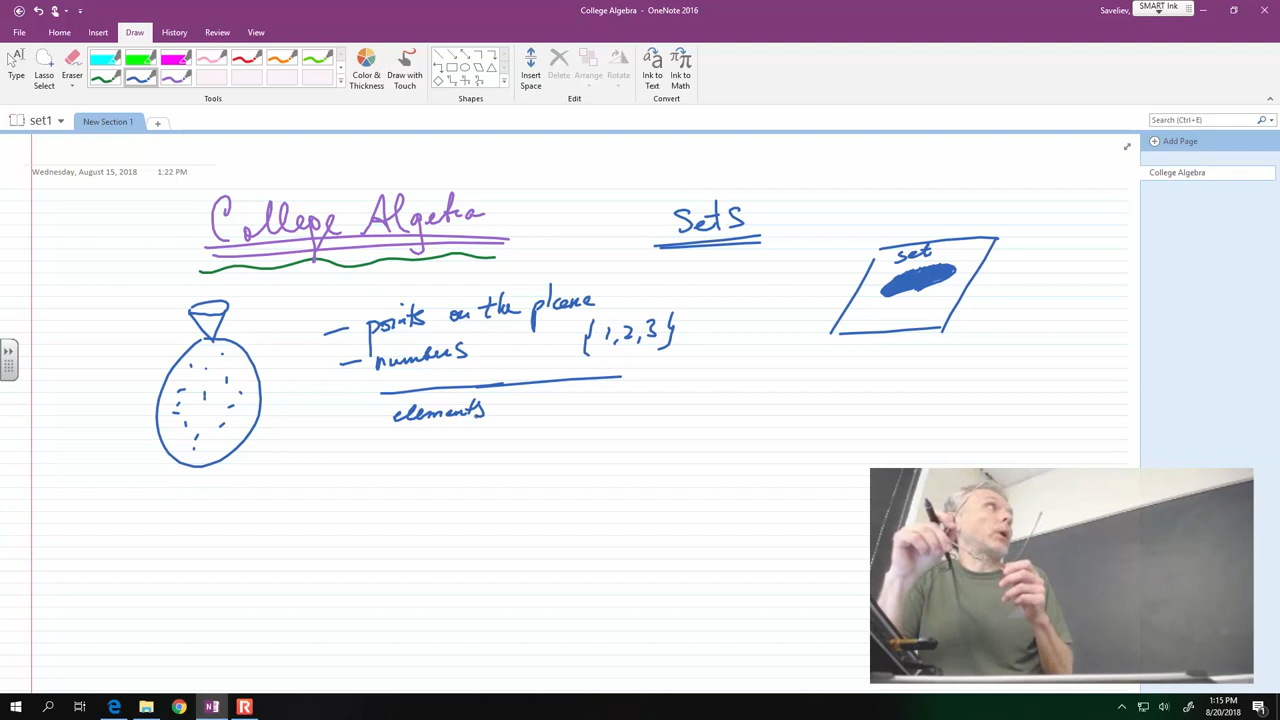 College Algebra - OneNote 2016
Saveliev,
SMART Ink
File Home Insert Draw History Review View
Type
Lasso Select
Eraser
Color & Thickness
Draw with Touch
Insert Space
Delete
Arrange
Rotate
Ink to Text
Ink to Math
Tools
Shapes
Edit
Convert
set1
New Section 1
Search (Ctrl+E)
Add Page
College Algebra
Wednesday, August 15, 2018 1:22 PM
College Algebra
Sets
set
— points on the plane
{1,2,3}
— numbers
elements
1:15 PM
8/20/2018